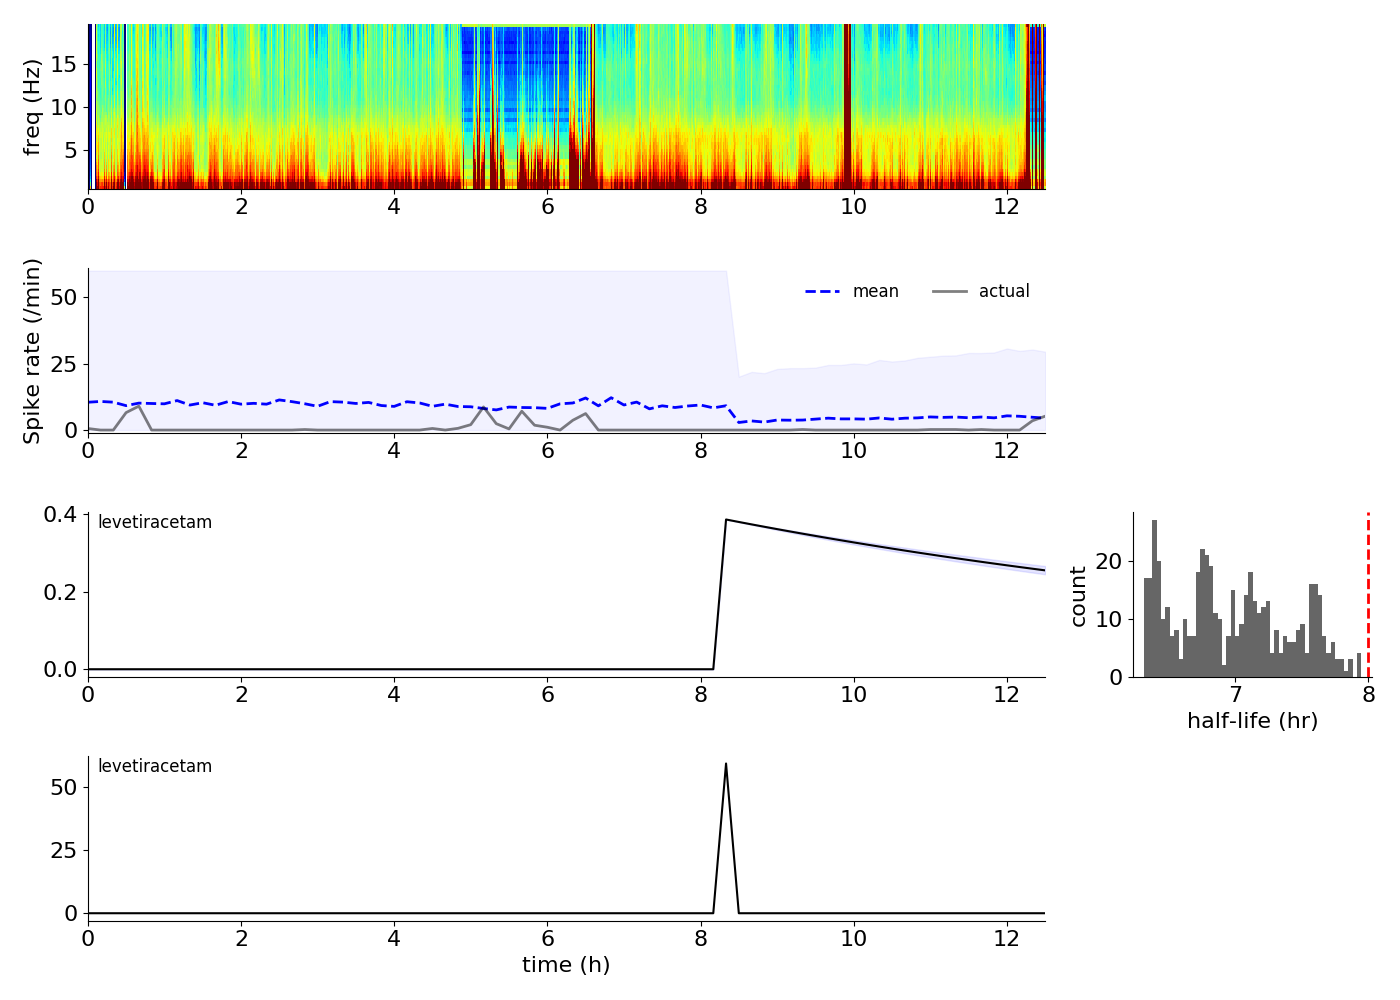 freq (Hz)
15
10
5
0 2 4 6 8 10 12
Spike rate (/min)
50
25
0
mean actual
0 2 4 6 8 10 12
0.4
0.2
0.0
levetiracetam
0 2 4 6 8 10 12
count
20
10
0
7 8
half-life (hr)
50
25
0
levetiracetam
0 2 4 6 8 10 12
time (h)